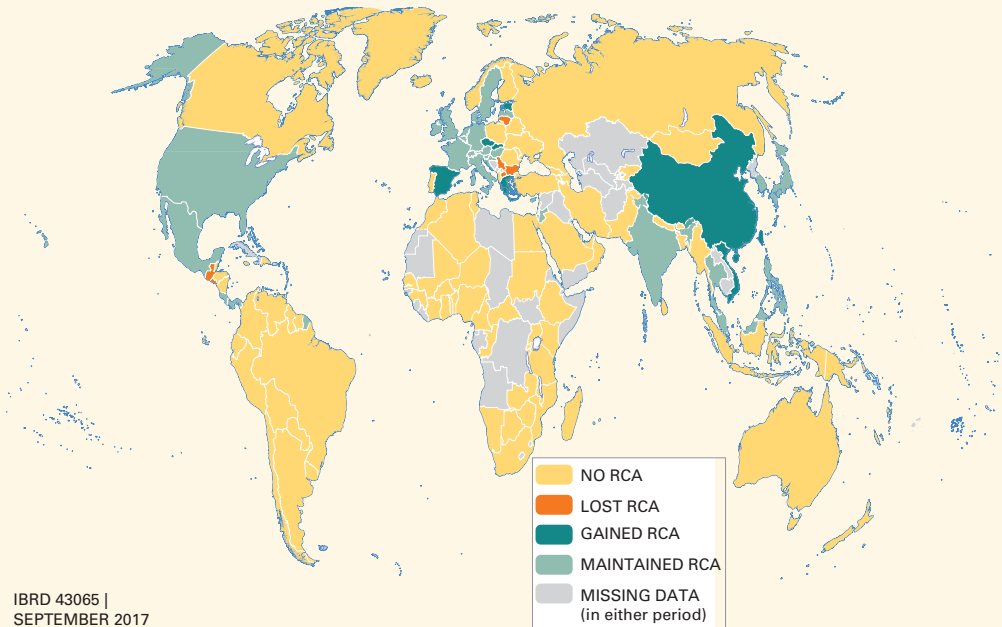 NO RCA
LOST RCA
GAINED RCA
MAINTAINED RCA
MISSING DATA
(in either period)
IBRD 43065 |
SEPTEMBER 2017